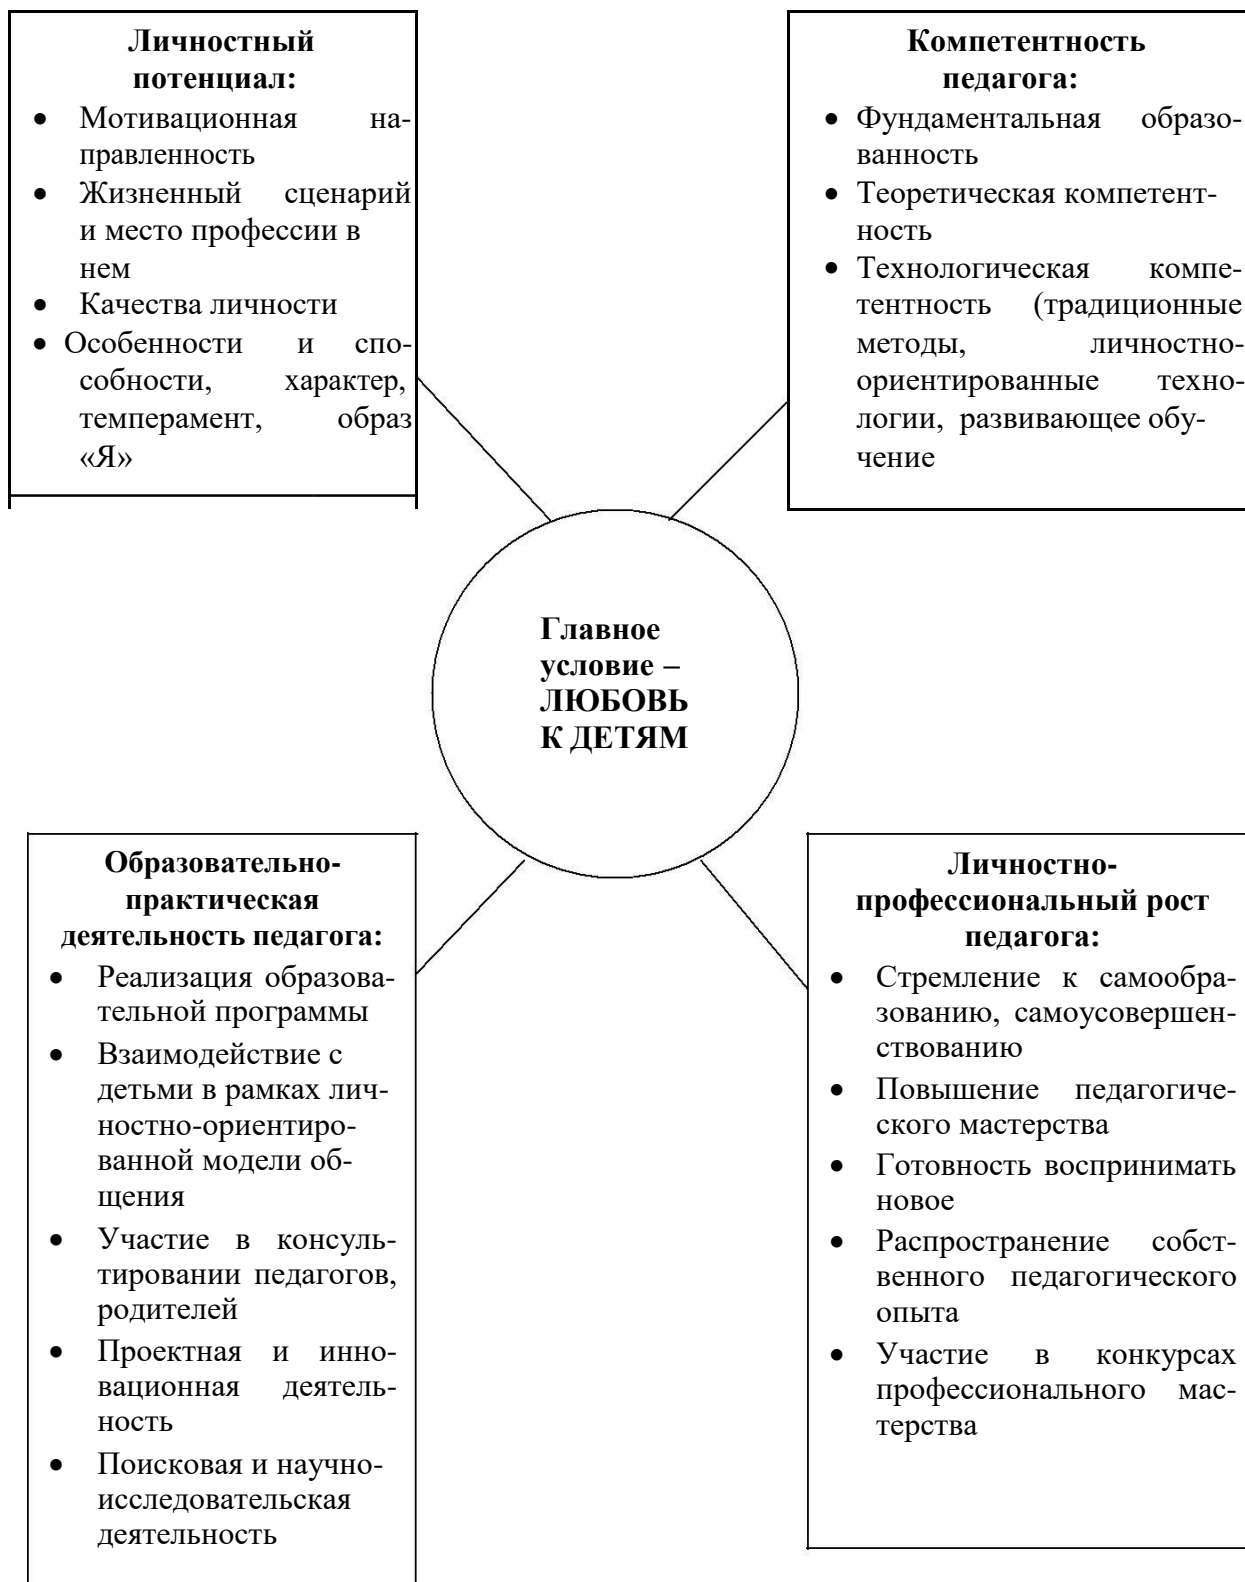 Личностный
потенциал:
• Мотивационная на-
правленность
• Жизненный сценарий
и место профессии в
нем
• Качества личности
• Особенности и спо-
собности, характер,
темперамент, образ
«Я»
Компетентность
педагога:
• Фундаментальная образо-
ванность
• Теоретическая компетент-
ность
• Технологическая компе-
тентность (традиционные
методы, личностно-
ориентированные техно-
логии, развивающее обу-
чение
Главное
условие –
ЛЮБОВЬ
К ДЕТЯМ
Образовательно-
практическая
деятельность педагога:
• Реализация образова-
тельной программы
• Взаимодействие с
детьми в рамках лич-
ностно-ориентиро-
ванной модели об-
щения
• Участие в консуль-
тировании педагогов,
родителей
• Проектная и инно-
вационная деятель-
ность
• Поисковая и научно-
исследовательская
деятельность
Личностно-
профессиональный рост
педагога:
• Стремление к самообра-
зованию, самоусовершен-
ствованию
• Повышение педагогиче-
ского мастерства
• Готовность воспринимать
новое
• Распространение собст-
венного педагогического
опыта
• Участие в конкурсах
профессионального мас-
терства